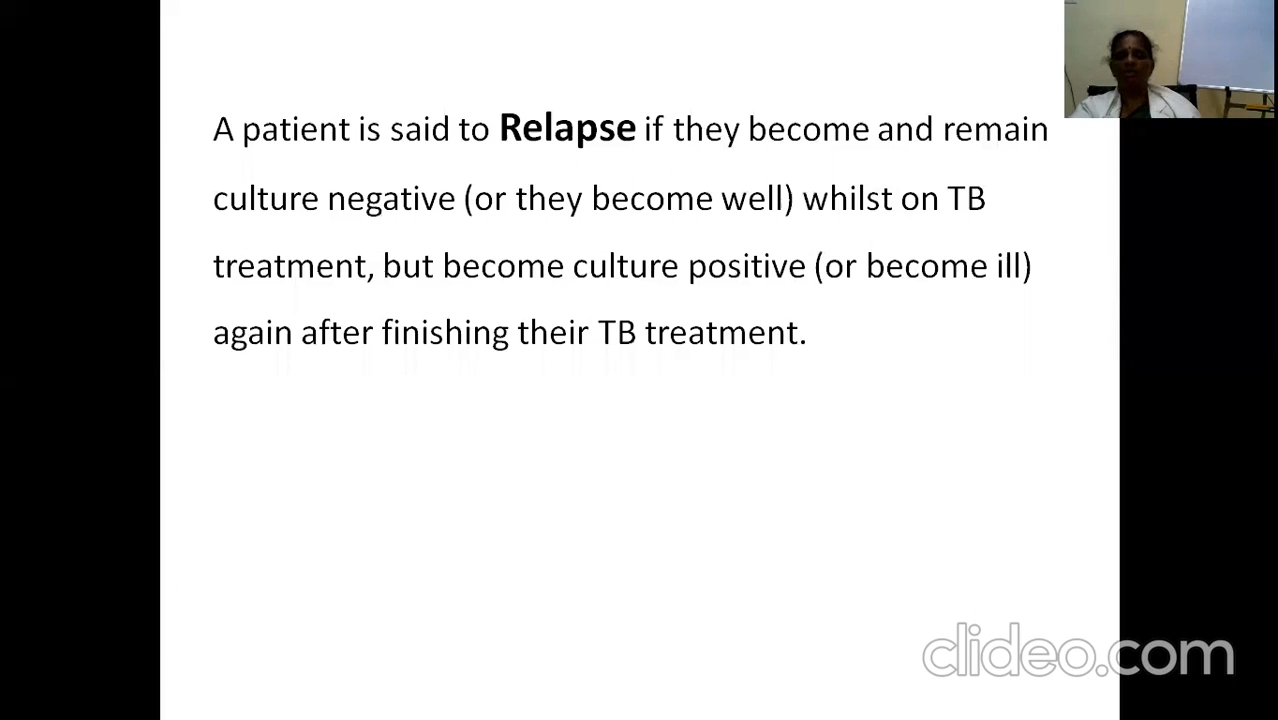 A patient is said to Relapse if they become and remain
culture negative (or they become well) whilst on TB
treatment, but become culture positive (or become ill)
again after finishing their TB treatment.
clideo.com